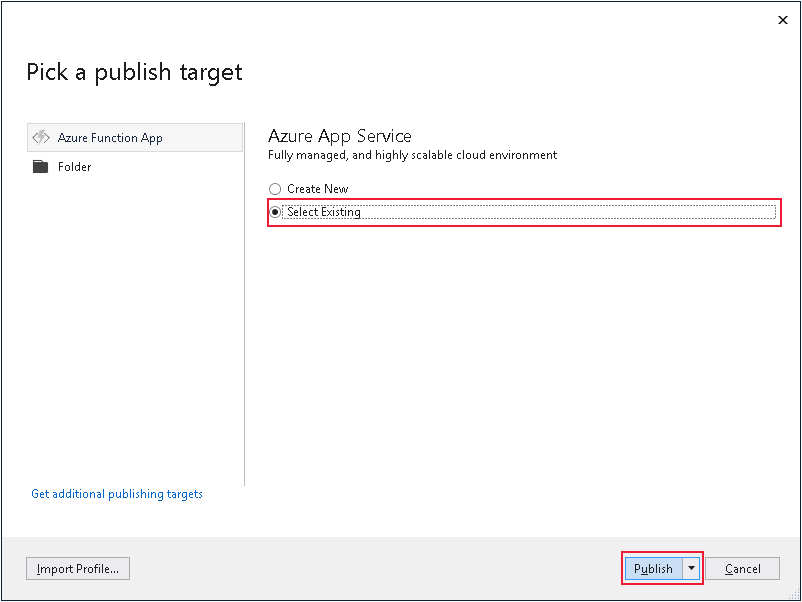 Pick a publish target
Azure Function App
Folder
Get additional publishing targets
Azure App Service
Fully managed, and highly scalable cloud environment
Create New
Select Existing
Import Profile...
Publish
Cancel